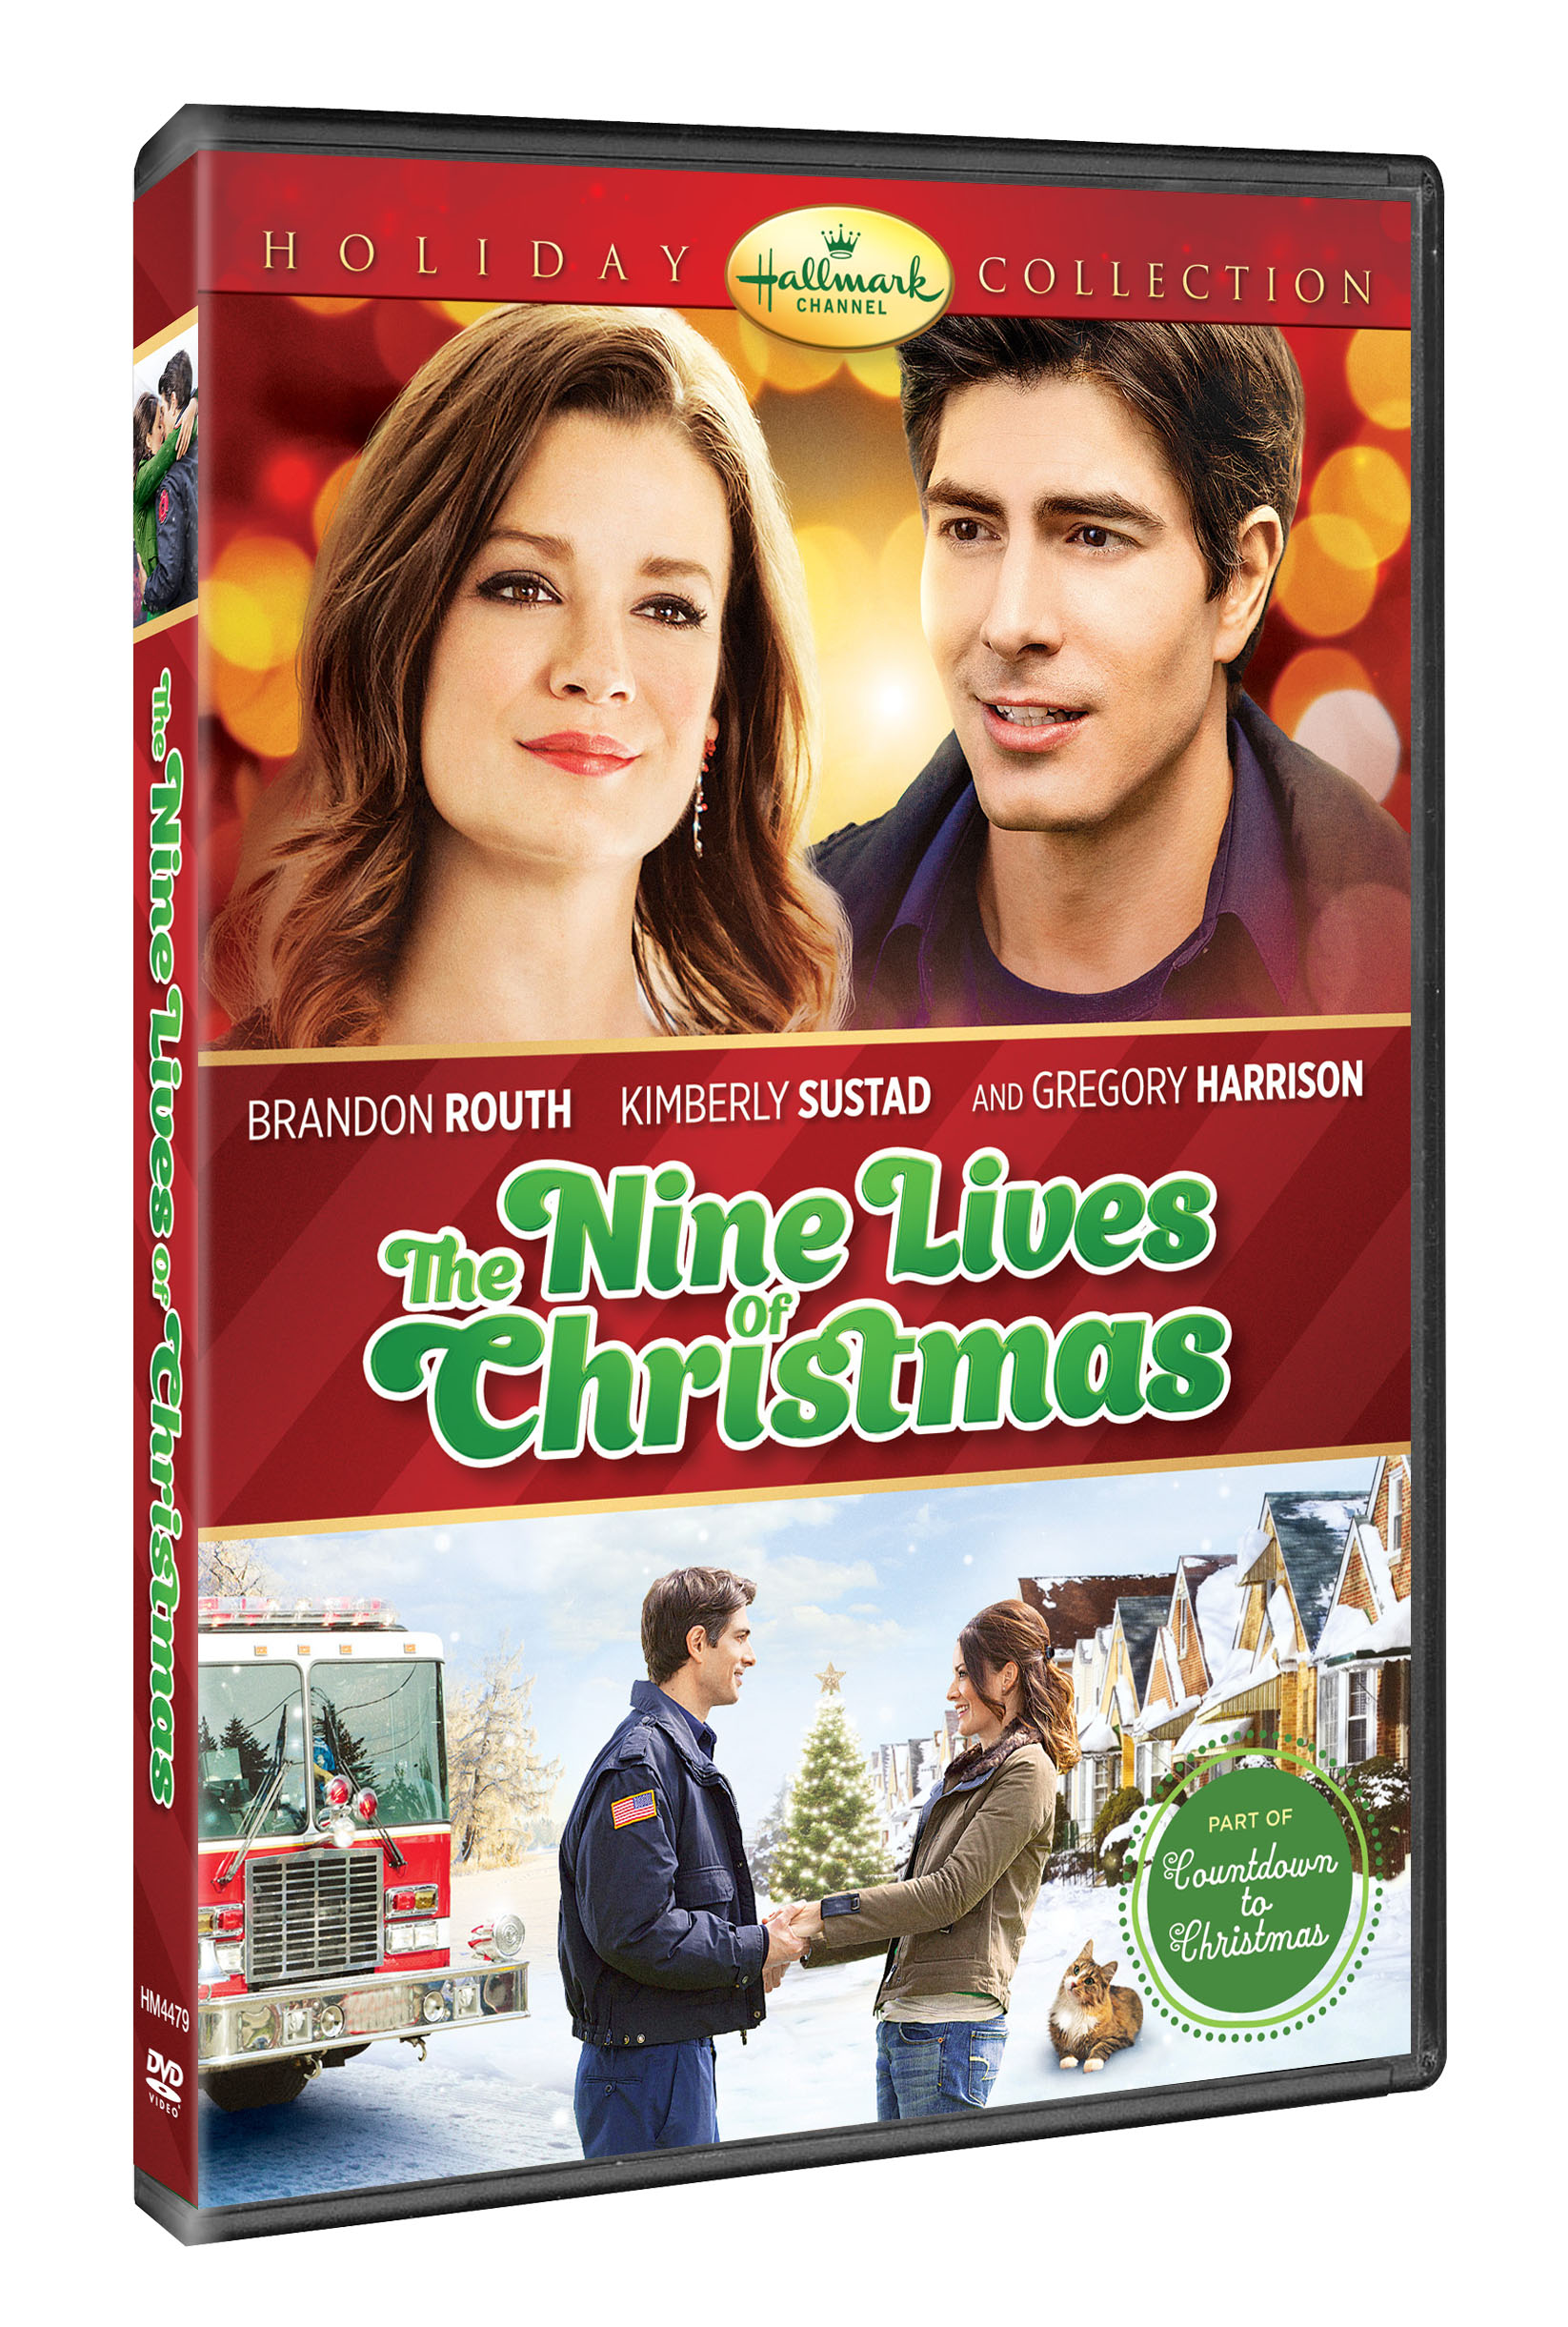 HOLIDAY Hallmark CHANNEL COLLECTION
BRANDON ROUTH KIMBERLY SUSTAD AND GREGORY HARRISON
The Nine Lives
Of
Christmas
PART OF
Countdown
to
Christmas
The Nine Lives Of Christmas
HM4479
DVD
VIDEO